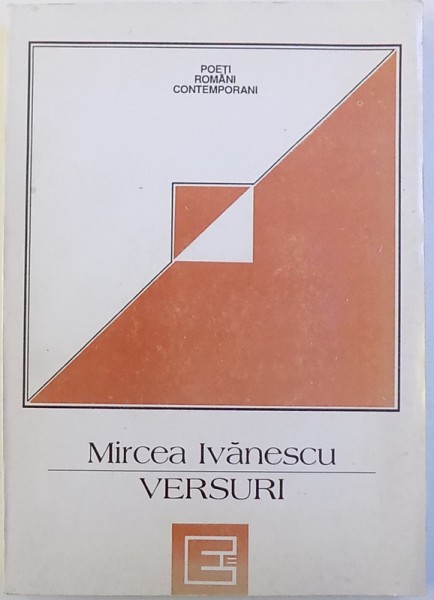 POEȚI
ROMÂNI
CONTEMPORANI
Mircea Ivănescu
VERSURI
E